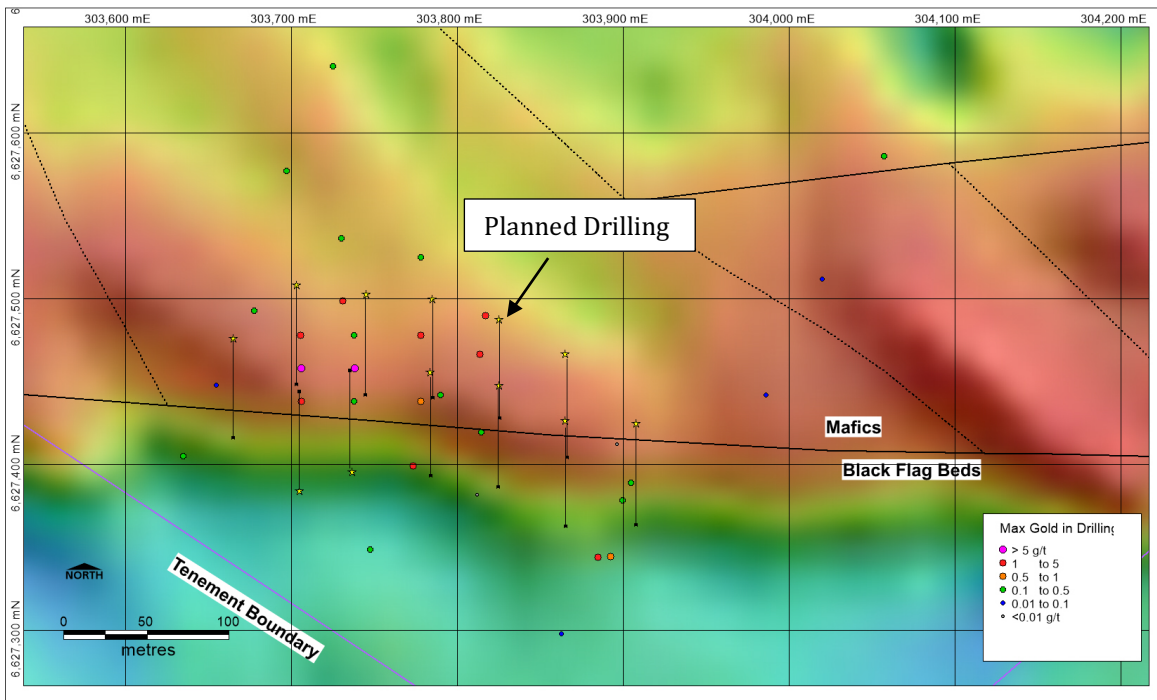 303,700 mE
303,800 mE
303,900 mE
304,000 mE
304,100 mE
304,200 mE
6,627,600 mN
6,627,500 mN
6,627,400 mN
6,627,300 mN
Planned Drilling
Mafics
Black Flag Beds
Tenement Boundary
NORTH
0 50 100
metres
Max Gold in Drilling
> 5 g/t
1 to 5
0.5 to 1
0.1 to 0.5
0.01 to 0.1
<0.01 g/t